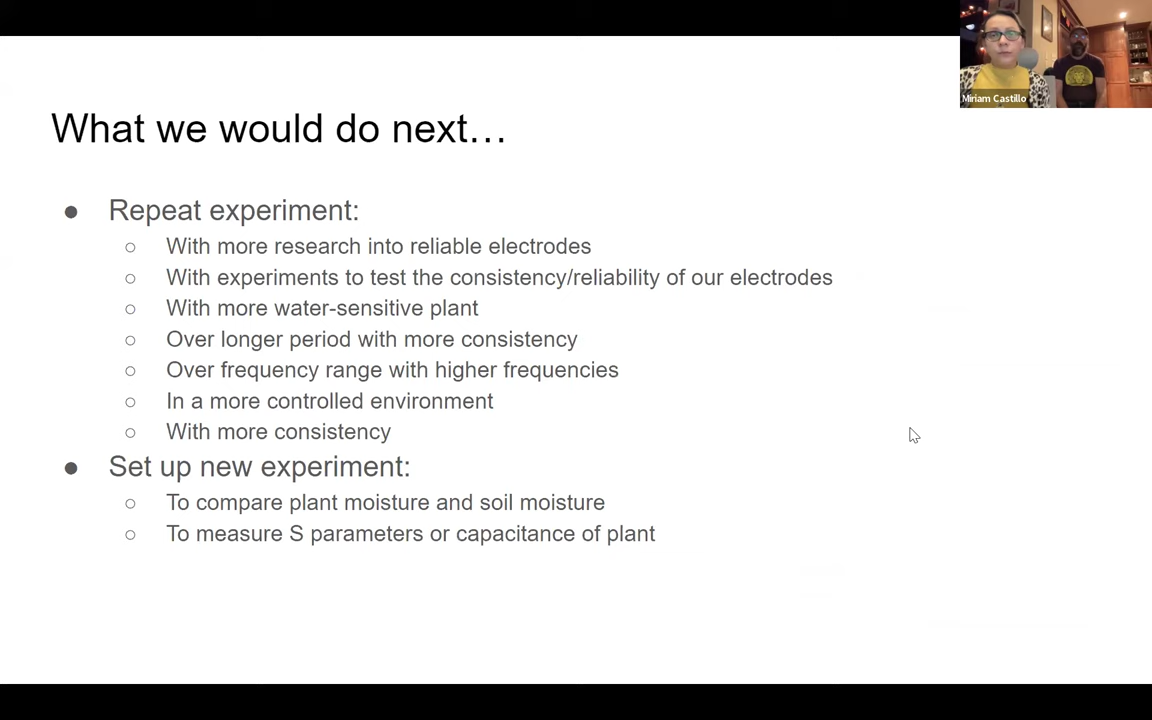 Miriam Castillo
What we would do next…
● Repeat experiment:
○ With more research into reliable electrodes
○ With experiments to test the consistency/reliability of our electrodes
○ With more water-sensitive plant
○ Over longer period with more consistency
○ Over frequency range with higher frequencies
○ In a more controlled environment
○ With more consistency
● Set up new experiment:
○ To compare plant moisture and soil moisture
○ To measure S parameters or capacitance of plant